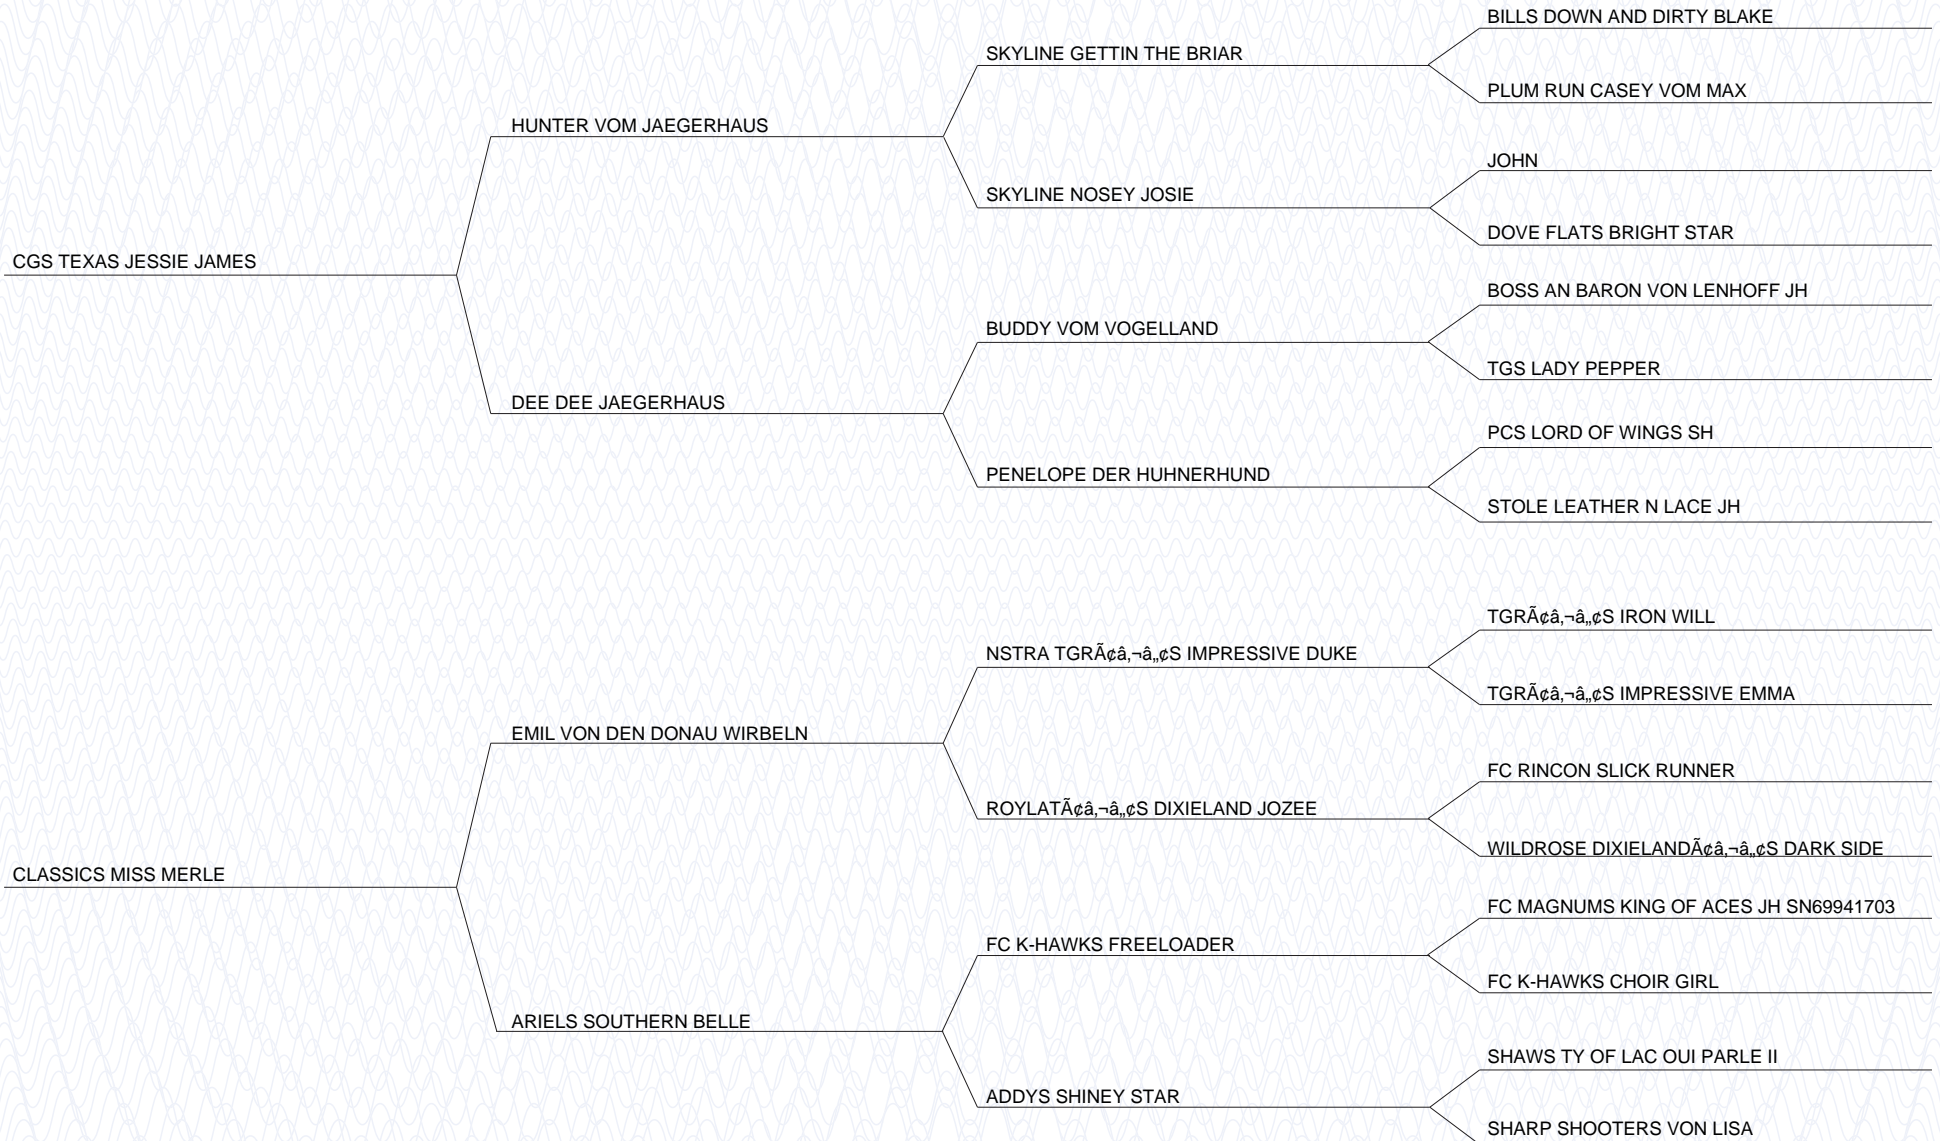 BILLS DOWN AND DIRTY BLAKE
SKYLINE GETTIN THE BRIAR
PLUM RUN CASEY VOM MAX
HUNTER VOM JAEGERHAUS
JOHN
SKYLINE NOSEY JOSIE
DOVE FLATS BRIGHT STAR
CGS TEXAS JESSIE JAMES
BOSS AN BARON VON LENHOFF JH
BUDDY VOM VOGELLAND
TGS LADY PEPPER
DEE DEE JAEGERHAUS
PCS LORD OF WINGS SH
PENELOPE DER HUHNERHUND
STOLE LEATHER N LACE JH
TGRÃ¢â‚¬â„¢S IRON WILL
NSTRA TGRÃ¢â‚¬â„¢S IMPRESSIVE DUKE
TGRÃ¢â‚¬â„¢S IMPRESSIVE EMMA
EMIL VON DEN DONAU WIRBELN
FC RINCON SLICK RUNNER
ROYLATÃ¢â‚¬â„¢S DIXIELAND JOZEE
WILDROSE DIXIELANDÃ¢â‚¬â„¢S DARK SIDE
CLASSICS MISS MERLE
FC MAGNUMS KING OF ACES JH SN69941703
FC K-HAWKS FREELOADER
FC K-HAWKS CHOIR GIRL
ARIELS SOUTHERN BELLE
SHAWS TY OF LAC OUI PARLE II
ADDYS SHINEY STAR
SHARP SHOOTERS VON LISA